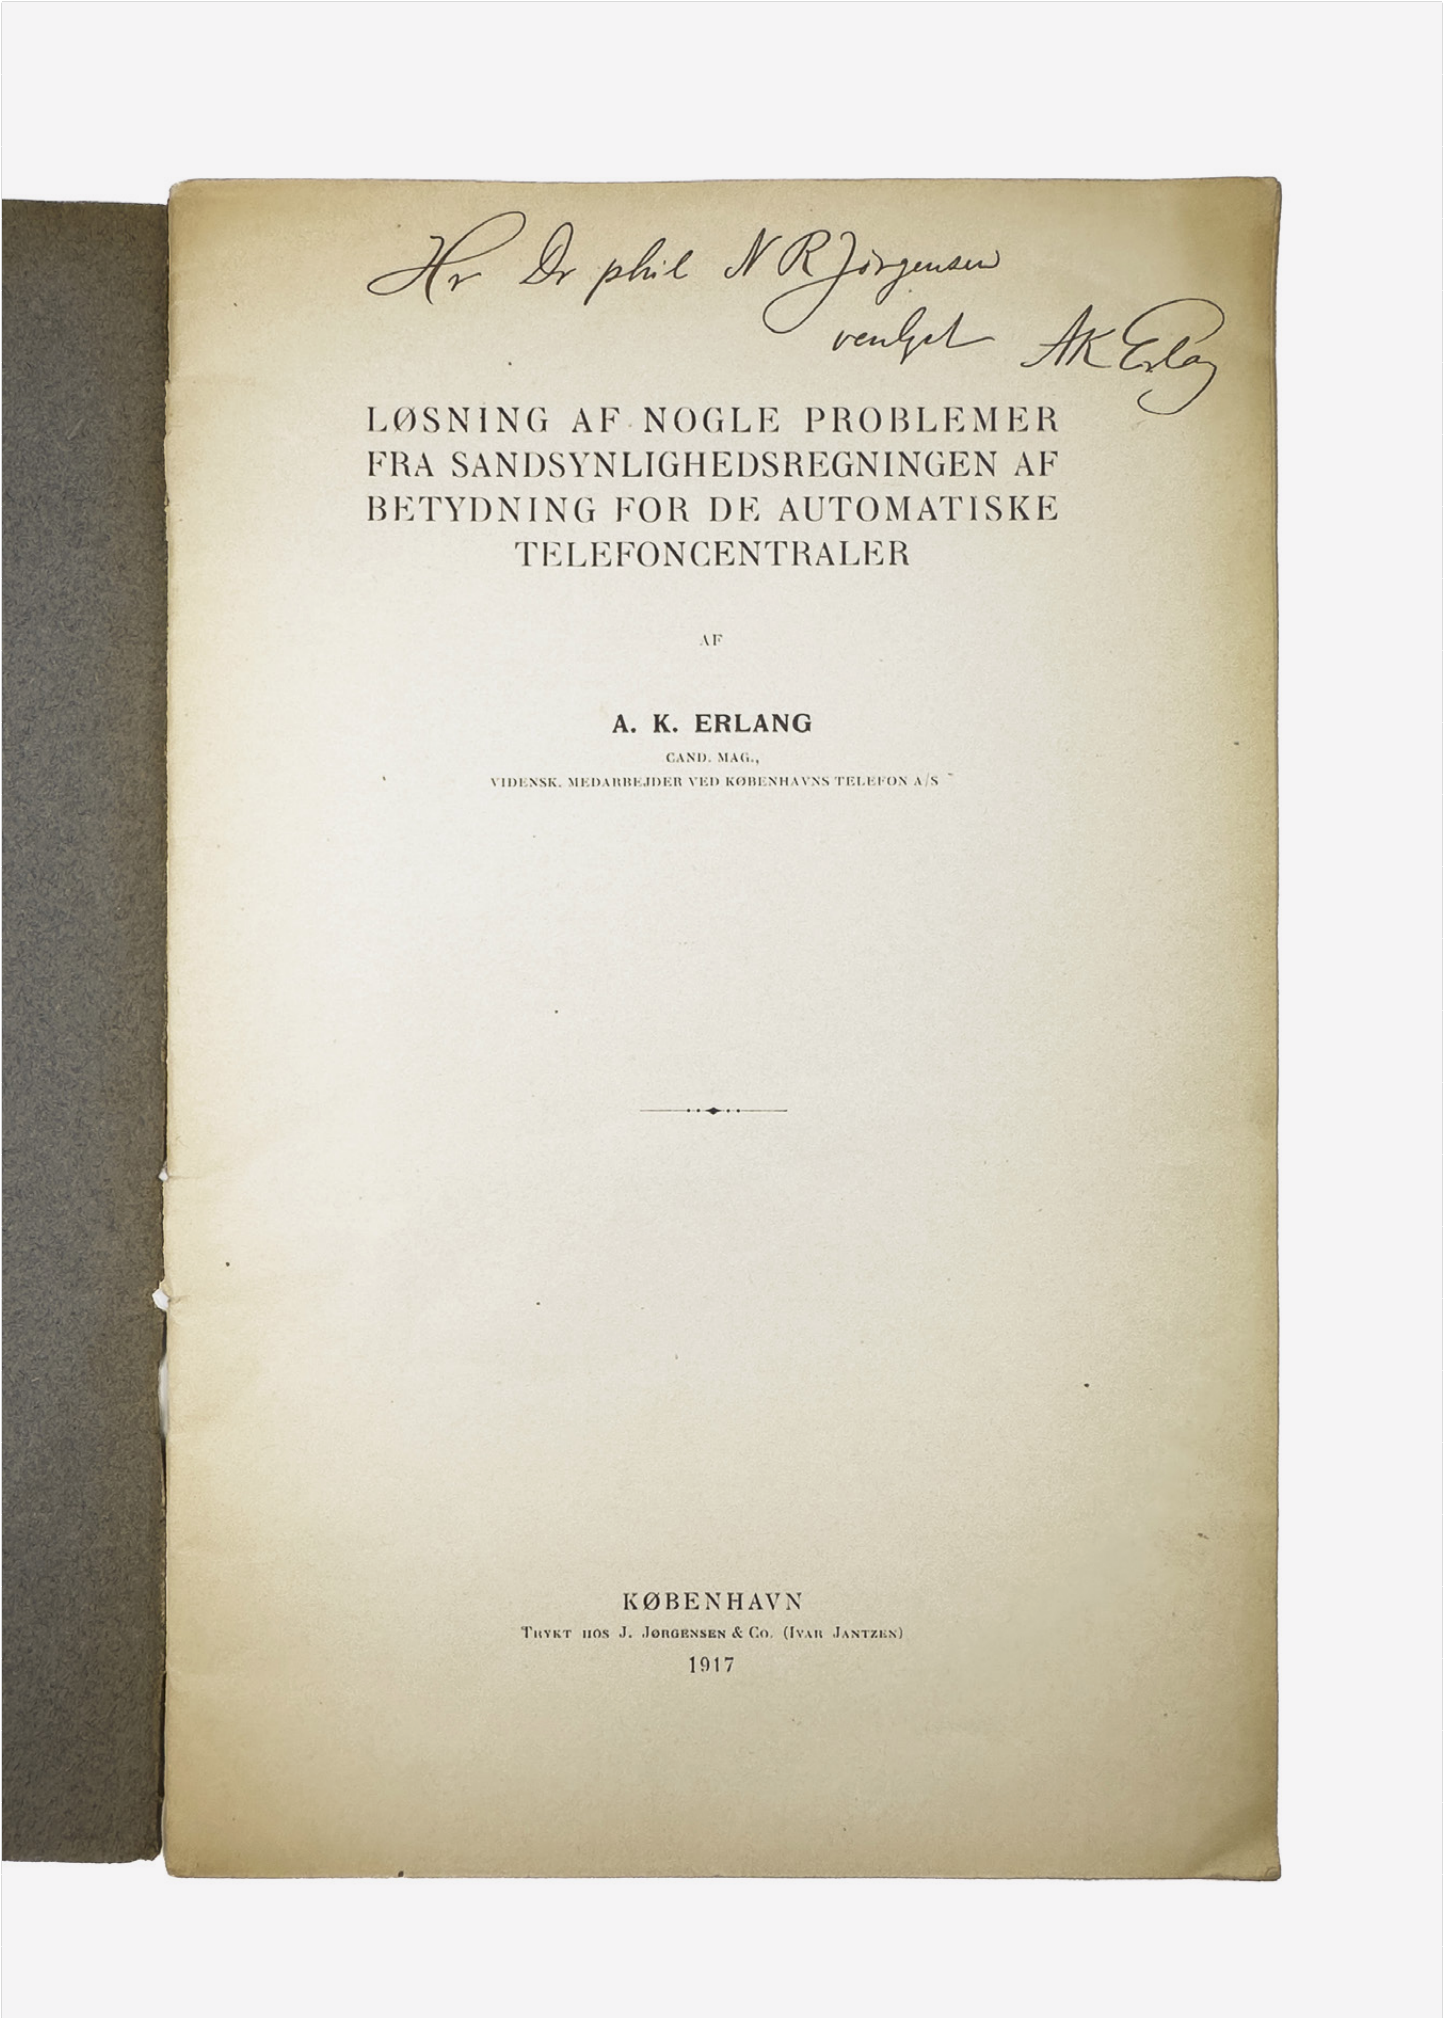 Hr Dr phil N R Jörgensen
venligst AK Erlang
LØSNING AF NOGLE PROBLEMER
FRA SANDSYNLIGHEDSREGNINGEN AF
BETYDNING FOR DE AUTOMATISKE
TELEFONCENTRALER
AF
A. K. ERLANG
CAND. MAG.,
VIDENSK. MEDARBEJDER VED KØBENHAVNS TELEFON A/S
KØBENHAVN
TRYKT HOS J. JØRGENSEN & CO. (IVAR JANTZEN)
1917